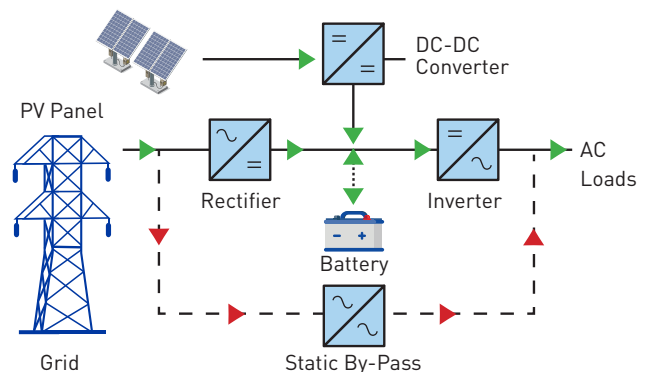 DC-DC
Converter
PV Panel
AC
Loads
Rectifier
Inverter
Battery
Grid
Static By-Pass